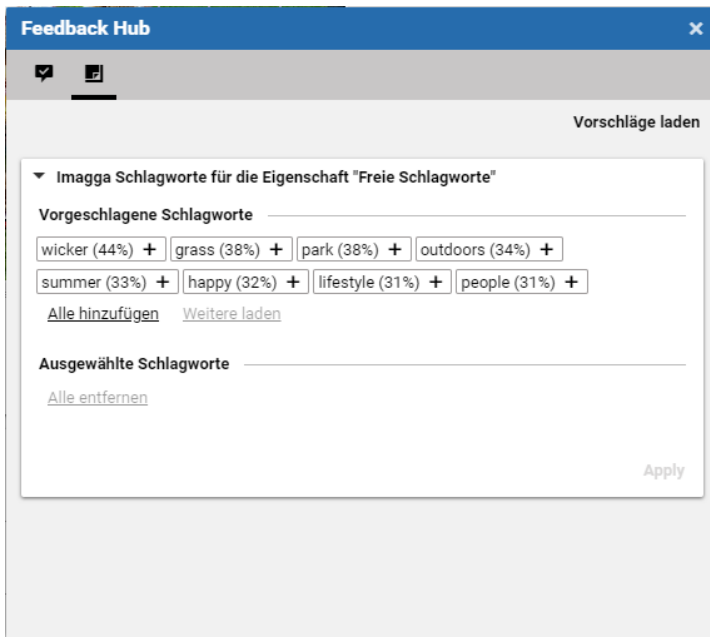 Feedback Hub
Vorschläge laden
Imagga Schlagworte für die Eigenschaft "Freie Schlagworte"
Vorgeschlagene Schlagworte
wicker (44%) + grass (38%) + park (38%) + outdoors (34%) +
summer (33%) + happy (32%) + lifestyle (31%) + people (31%) +
Alle hinzufügen Weitere laden
Ausgewählte Schlagworte
Alle entfernen
Apply